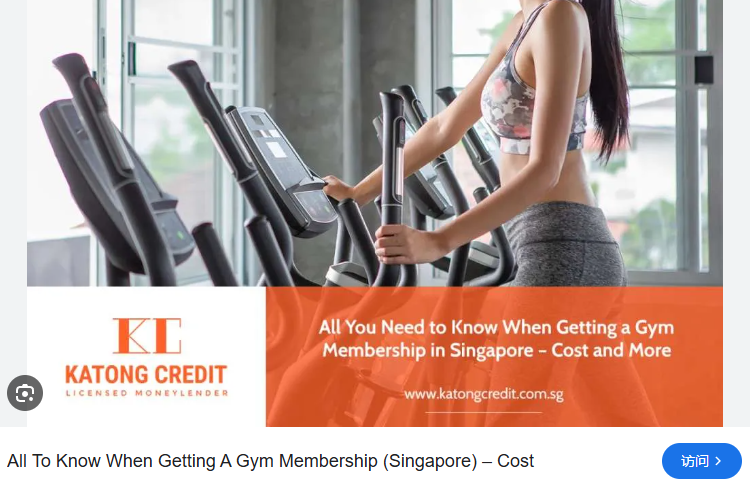 KC
KATONG CREDIT
LICENSED MONEYLENDER
All You Need to Know When Getting a Gym
Membership in Singapore – Cost and More
www.katongcredit.com.sg
All To Know When Getting A Gym Membership (Singapore) – Cost
访问